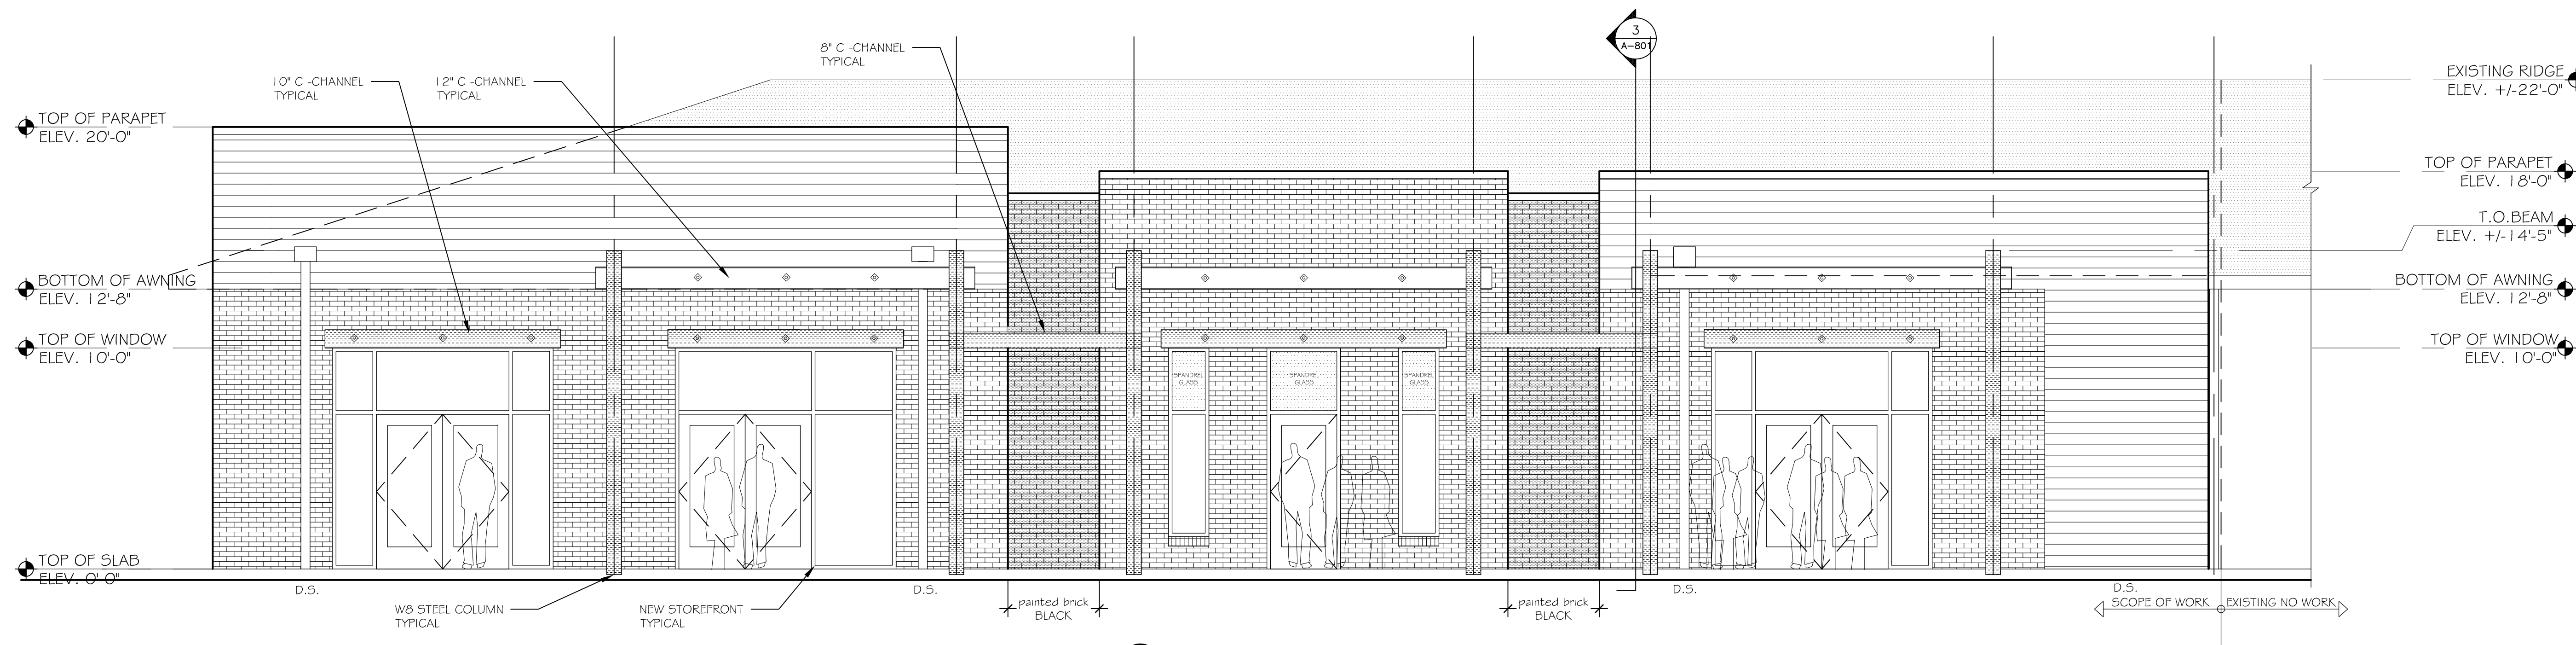 3
A-801
8" C -CHANNEL
TYPICAL
10" C -CHANNEL
TYPICAL
12" C -CHANNEL
TYPICAL
EXISTING RIDGE
ELEV. +/-22'-0"
TOP OF PARAPET
ELEV. 20'-0"
TOP OF PARAPET
ELEV. 18'-0"
T.O.BEAM
ELEV. +/-14'-5"
BOTTOM OF AWNING
ELEV. 12'-8"
BOTTOM OF AWNING
ELEV. 12'-8"
TOP OF WINDOW
ELEV. 10'-0"
TOP OF WINDOW
ELEV. 10'-0"
SPANDREL
GLASS
SPANDREL
GLASS
SPANDREL
GLASS
TOP OF SLAB
ELEV. 0'-0"
D.S.
D.S.
D.S.
D.S.
W8 STEEL COLUMN
TYPICAL
NEW STOREFRONT
TYPICAL
painted brick
BLACK
painted brick
BLACK
SCOPE OF WORK
EXISTING NO WORK